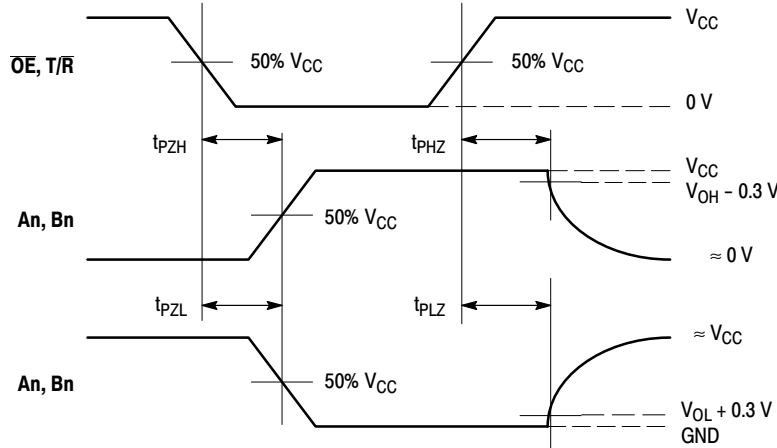 V_CC
O̅E̅, T/R̅
50% V_CC
50% V_CC
0 V
t_PZH
t_PHZ
V_CC
V_OH – 0.3 V
An, Bn
50% V_CC
≈ 0 V
t_PZL
t_PLZ
≈ V_CC
An, Bn
50% V_CC
V_OL + 0.3 V
GND